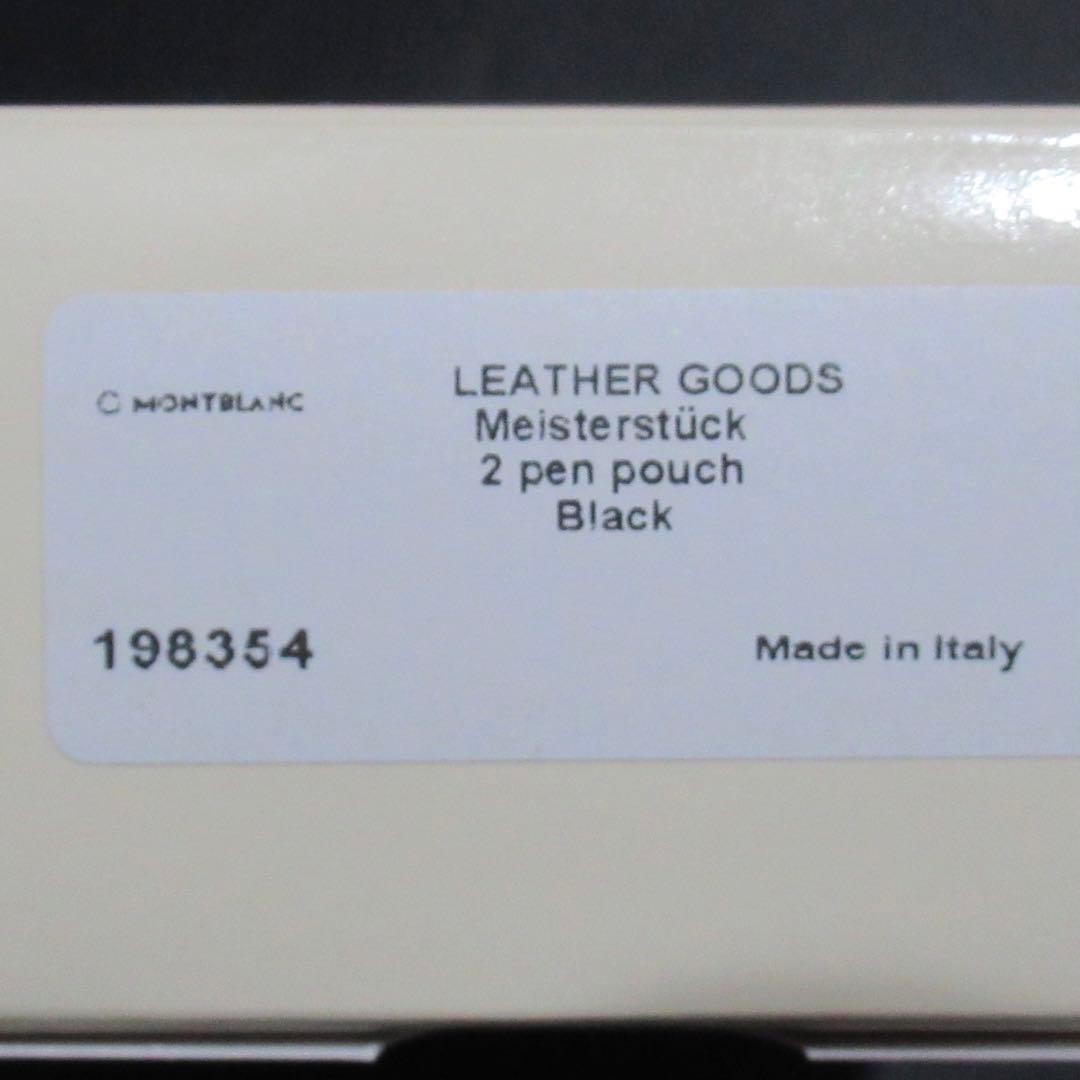 MONTBLANC
LEATHER GOODS
Meisterstück
2 pen pouch
Black
198354
Made in Italy